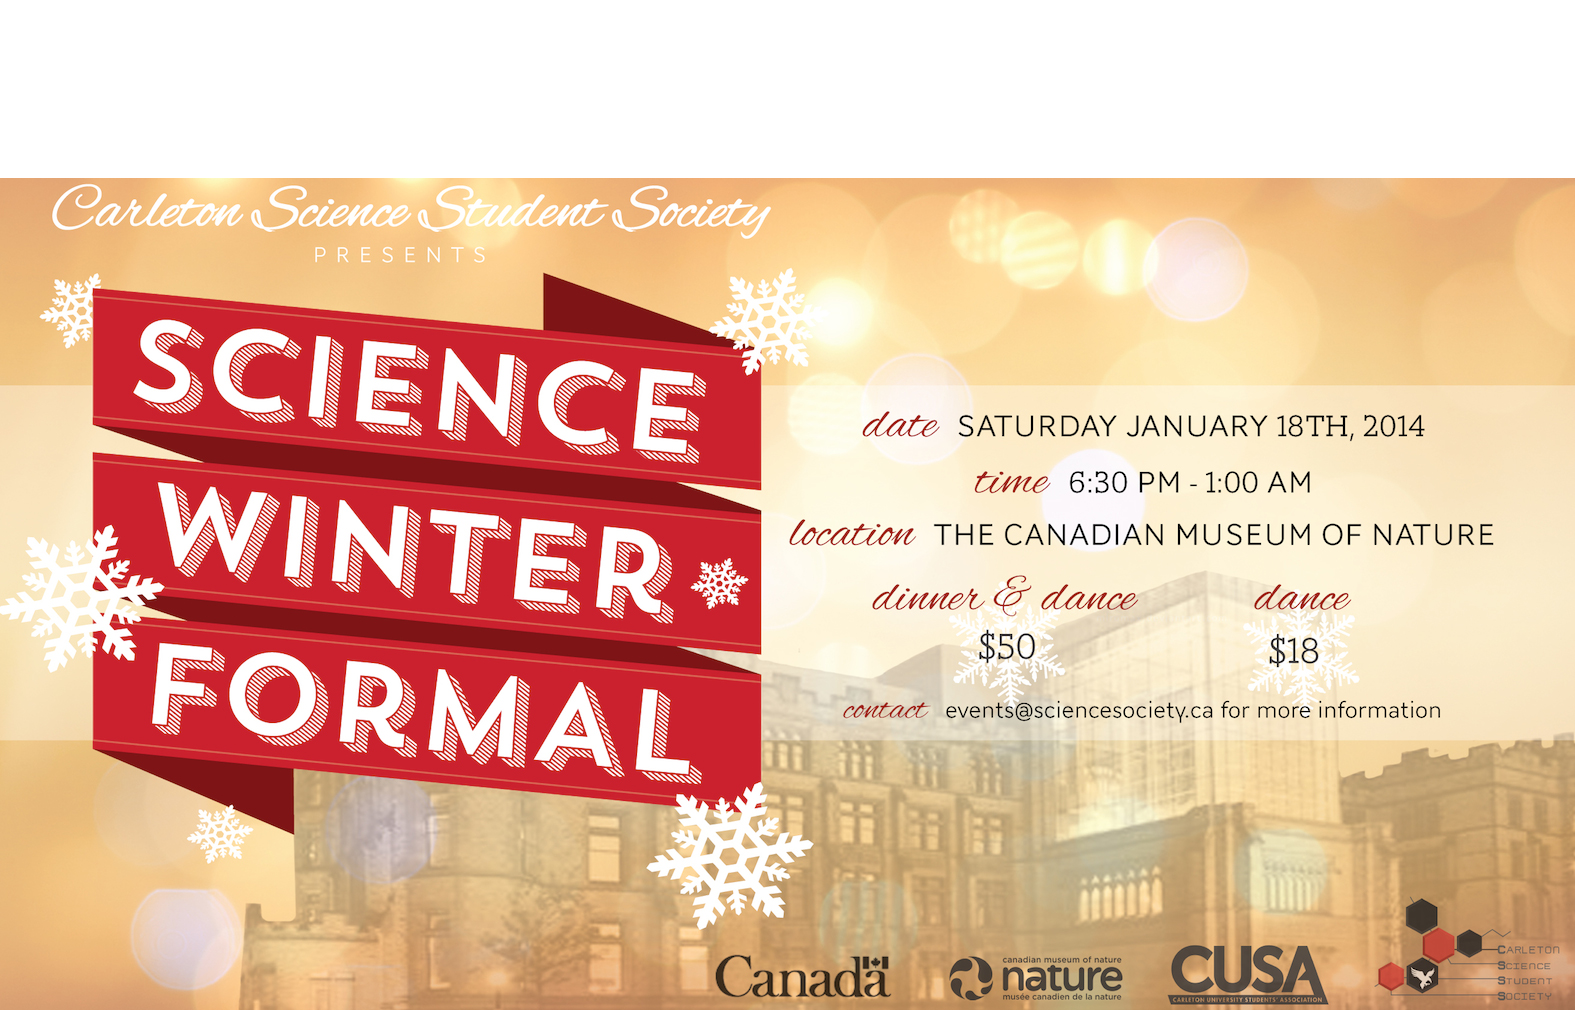 Carleton Science Student Society
PRESENTS
SCIENCE
WINTER
FORMAL
date SATURDAY JANUARY 18TH, 2014
time 6:30 PM - 1:00 AM
location THE CANADIAN MUSEUM OF NATURE
dinner & dance dance
$50 $18
contact events@sciencesociety.ca for more information
Canada
canadian museum of nature
nature
musée canadien de la nature
CUSA
CARLETON UNIVERSITY STUDENTS' ASSOCIATION
CARLETON
SCIENCE
STUDENT
SOCIETY